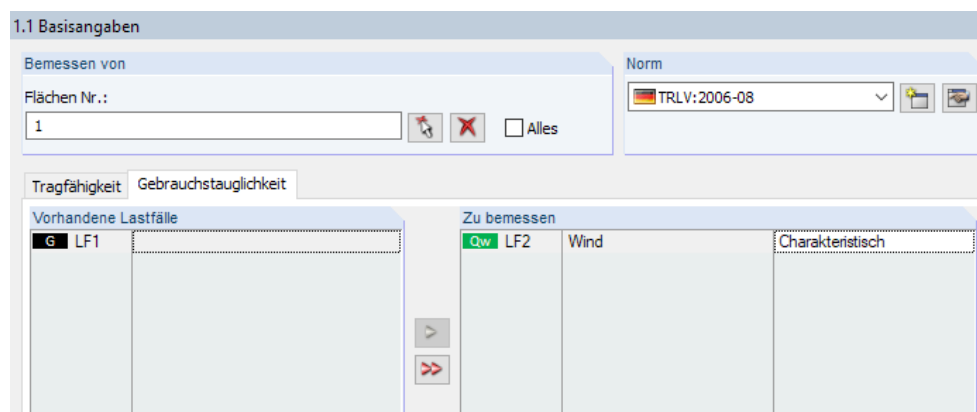 1.1 Basisangaben
Bemessen von
Norm
Flächen Nr.:
1
Alles
TRLV:2006-08
Tragfähigkeit Gebrauchstauglichkeit
Vorhandene Lastfälle
Zu bemessen
G LF1
Qw LF2 Wind Charakteristisch